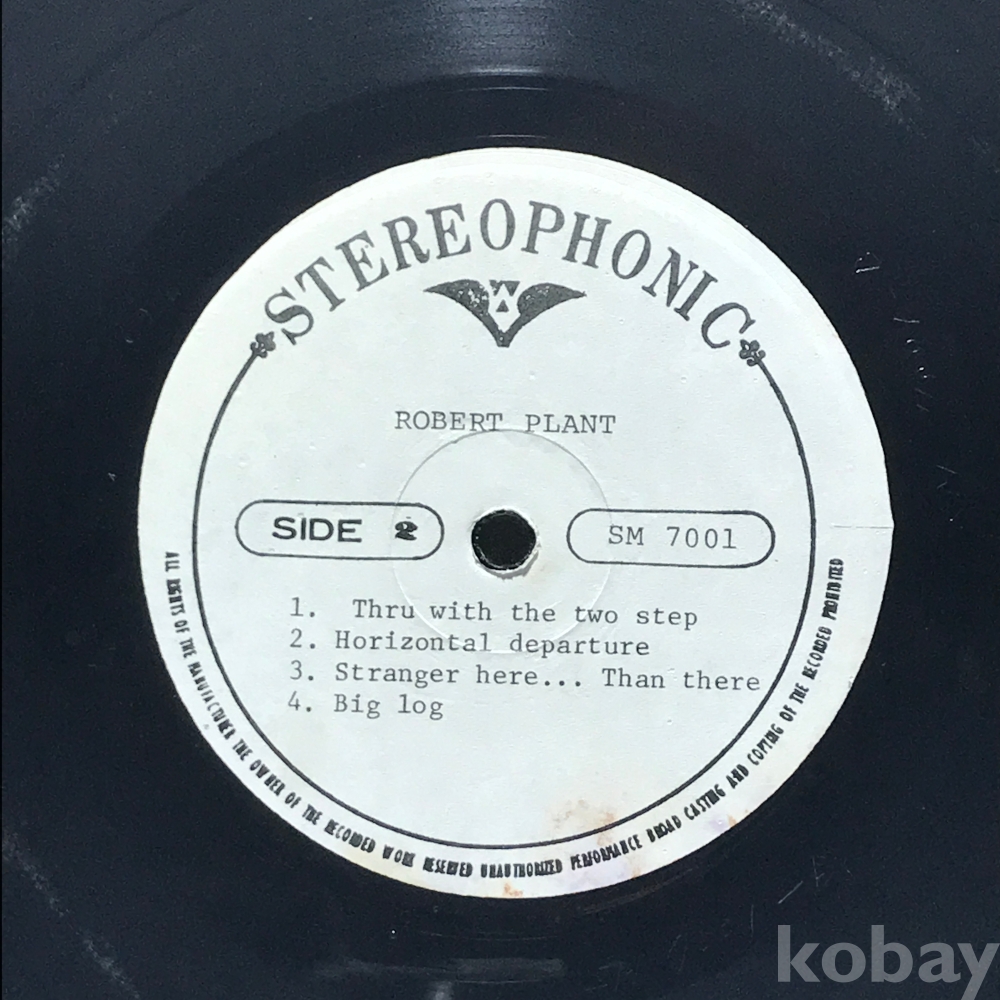 STEREOPHONIC
W
ROBERT PLANT
SIDE 2
SM 7001
1. Thru with the two step
2. Horizontal departure
3. Stranger here... Than there
4. Big log
ALL RIGHTS OF THE MANUFACTURER THE OWNER OF THE RECORDED WORK RESERVED UNAUTHORIZED PERFORMANCE BROAD CASTING AND COPYING OF THE RECORDED PROHIBITED
kobay